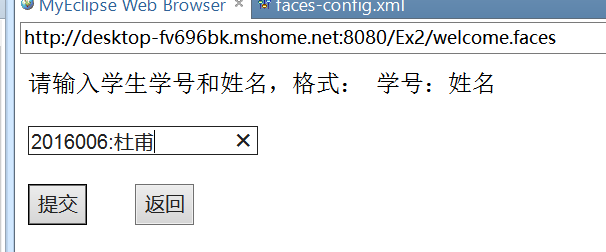 MyEclipse Web Browser faces-config.xml
http://desktop-fv696bk.mshome.net:8080/Ex2/welcome.faces
请输入学生学号和姓名，格式： 学号：姓名
2016006:杜甫
提交 返回